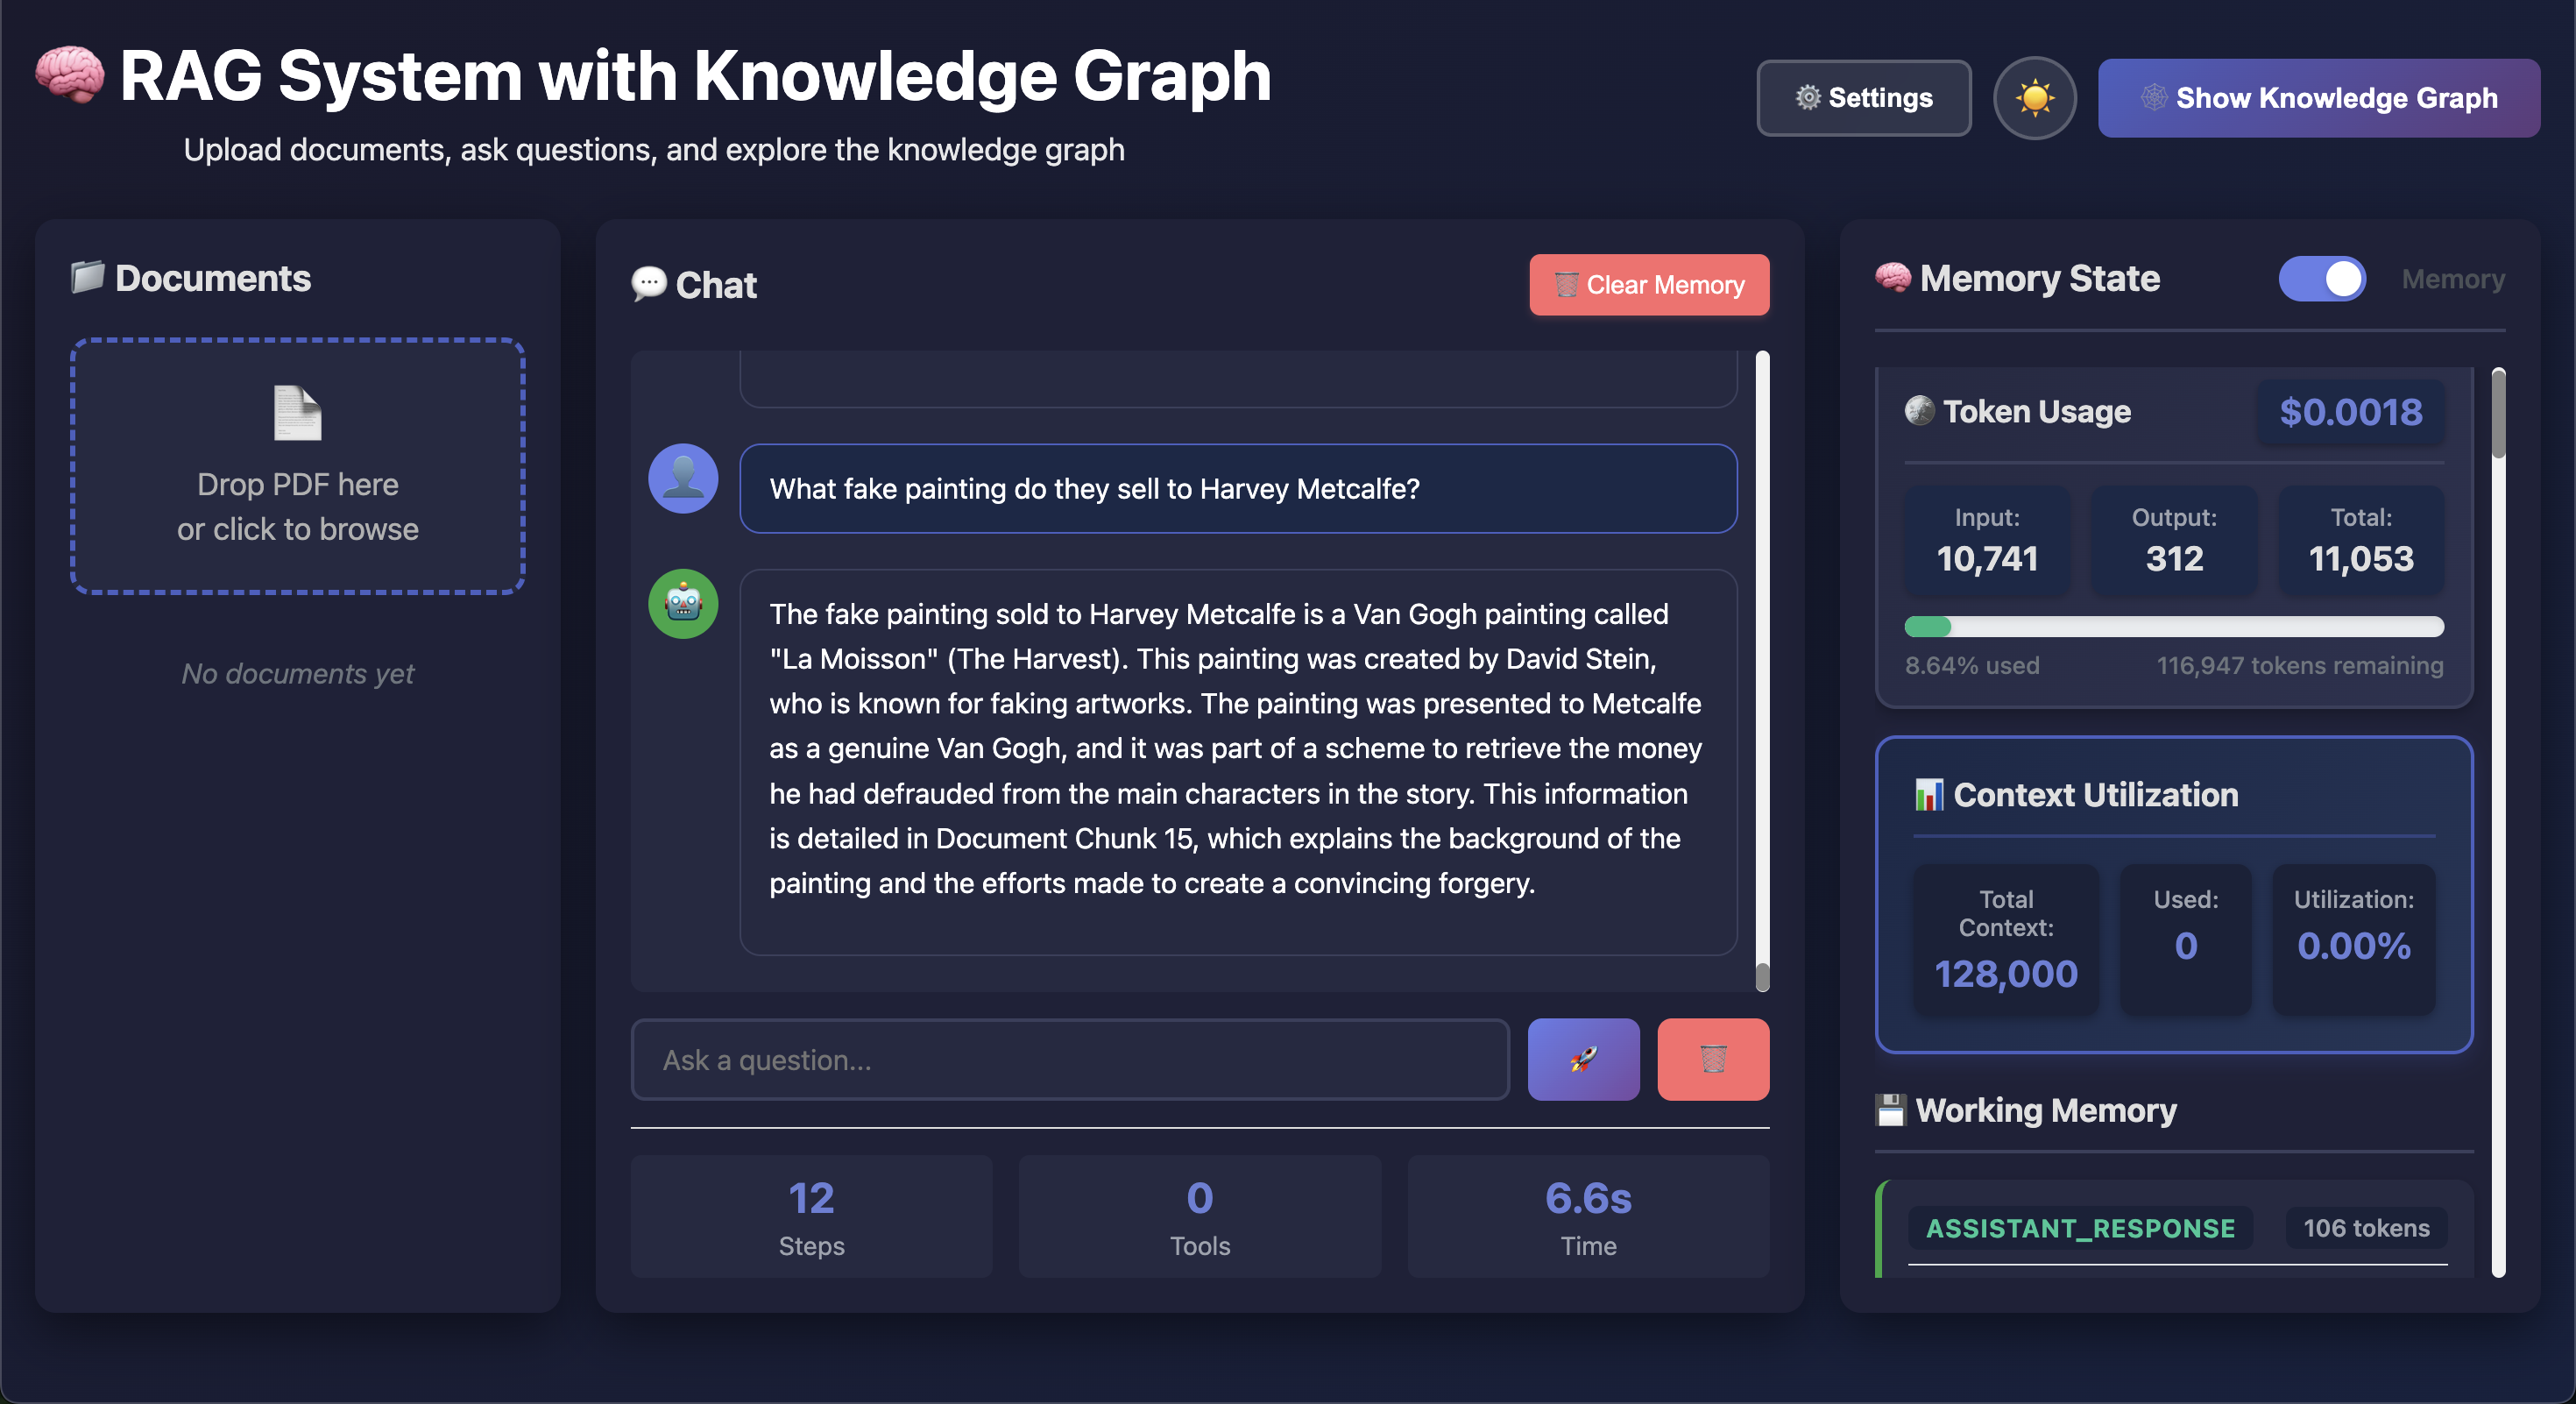 RAG System with Knowledge Graph
Upload documents, ask questions, and explore the knowledge graph
Settings
Show Knowledge Graph
Documents
Drop PDF here
or click to browse
No documents yet
Chat
Clear Memory
What fake painting do they sell to Harvey Metcalfe?
The fake painting sold to Harvey Metcalfe is a Van Gogh painting called
"La Moisson" (The Harvest). This painting was created by David Stein,
who is known for faking artworks. The painting was presented to Metcalfe
as a genuine Van Gogh, and it was part of a scheme to retrieve the money
he had defrauded from the main characters in the story. This information
is detailed in Document Chunk 15, which explains the background of the
painting and the efforts made to create a convincing forgery.
Ask a question...
12
Steps
0
Tools
6.6s
Time
Memory State
Memory
Token Usage
$0.0018
Input:
10,741
Output:
312
Total:
11,053
8.64% used
116,947 tokens remaining
Context Utilization
Total
Context:
128,000
Used:
0
Utilization:
0.00%
Working Memory
ASSISTANT_RESPONSE
106 tokens